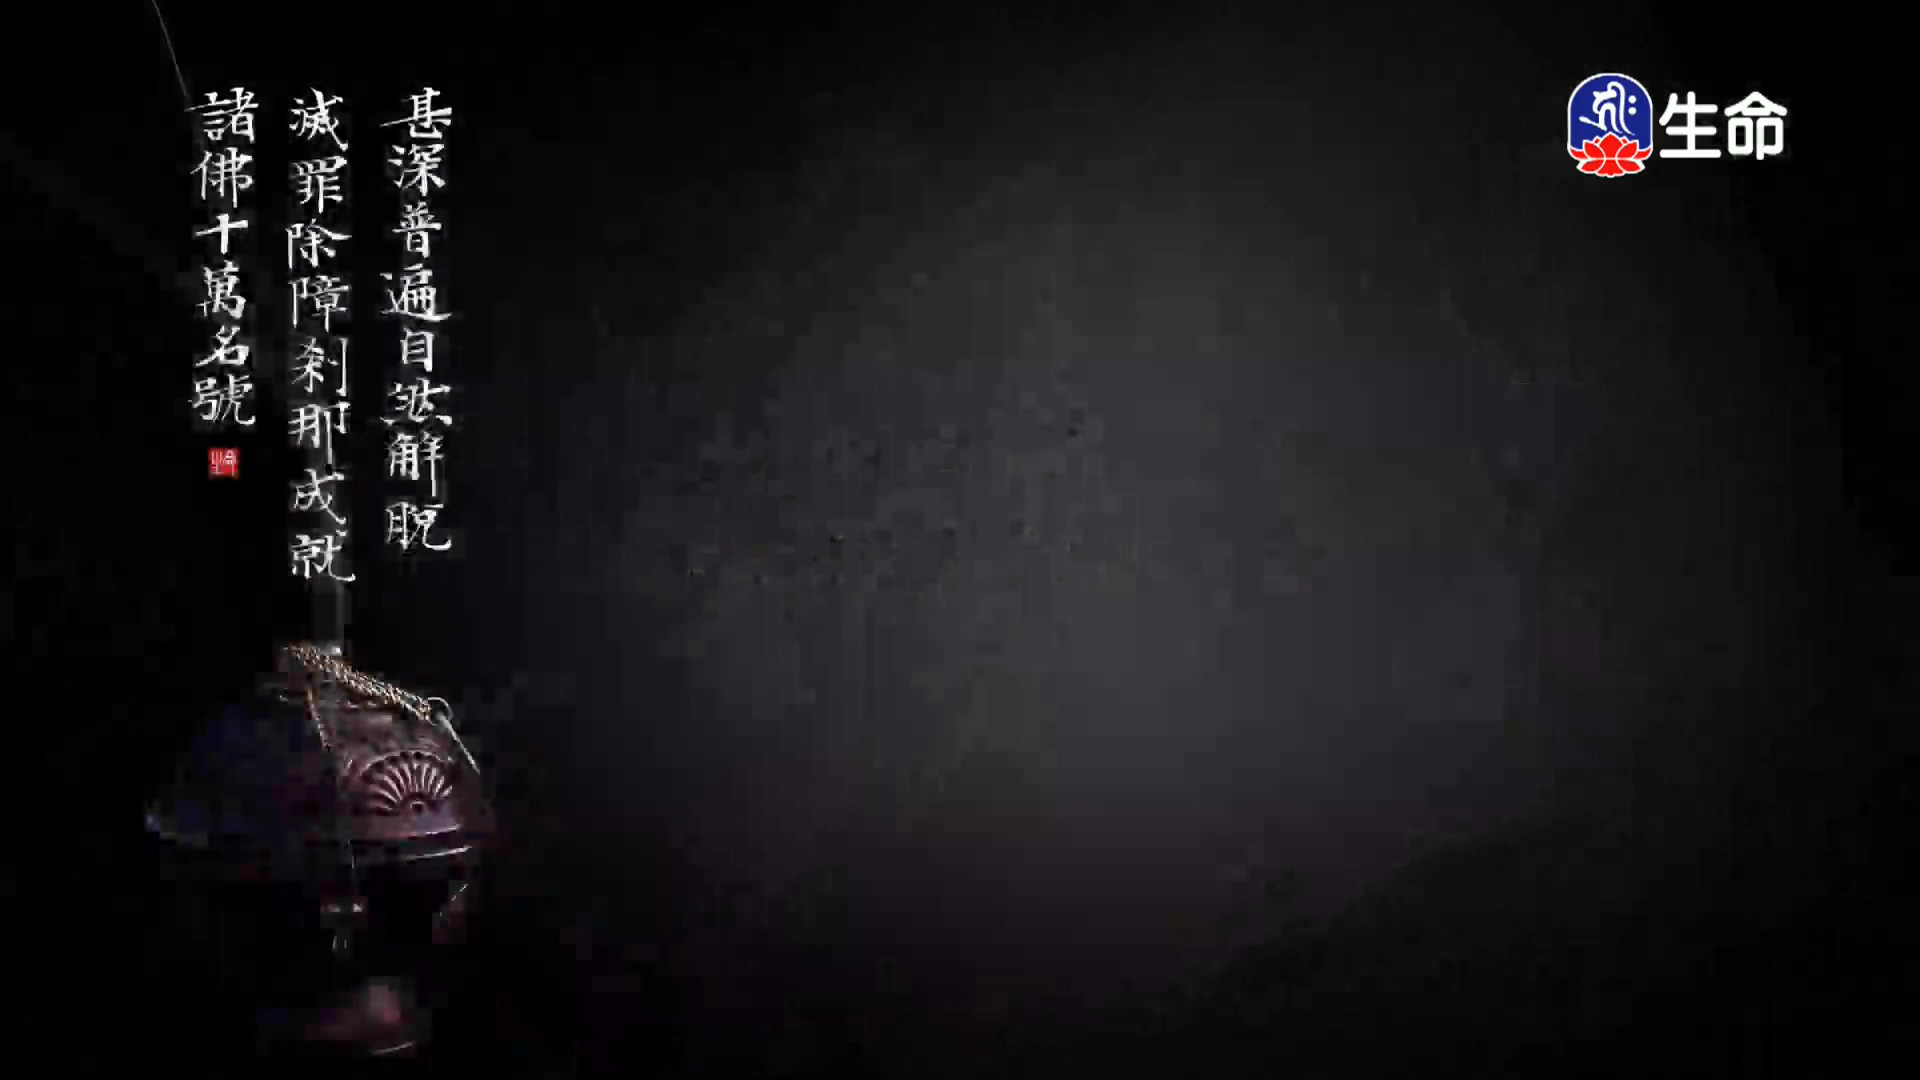 甚深普遍自然解脫
滅罪除障剎那成就
諸佛十萬名號
生命